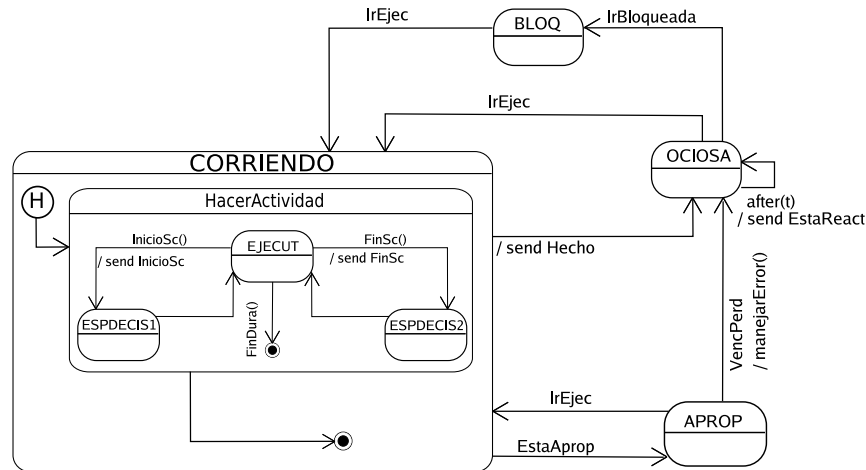 IrEjec
BLOQ
IrBloqueada
IrEjec
CORRIENDO
OCIOSA
H
HacerActividad
after(t)
/ send EstaReact
InicioSc()
/ send InicioSc
EJECUT
FinSc()
/ send FinSc
/ send Hecho
ESPDECIS1
FinDura()
ESPDECIS2
VencPerd
/ manejarError()
IrEjec
APROP
EstaAprop